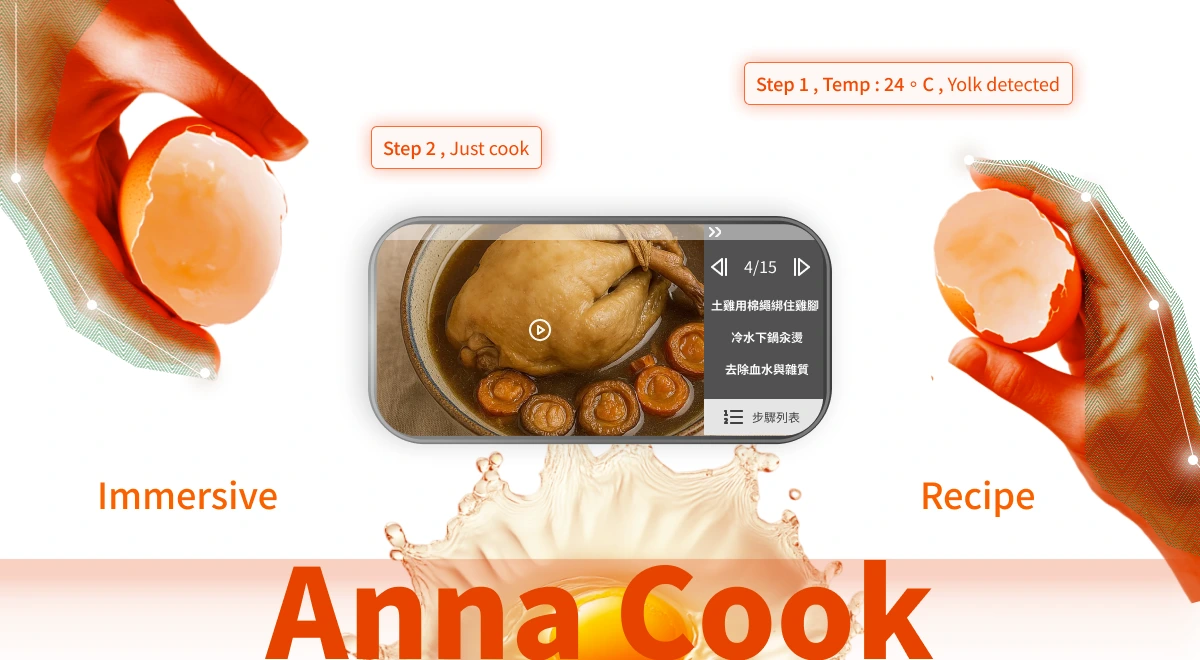 Step 1 , Temp : 24 ° C , Yolk detected
Step 2 , Just cook
4/15
土雞用棉繩綁住雞腳
冷水下鍋汆燙
去除血水與雜質
步驟列表
Immersive
Recipe
Anna Cook